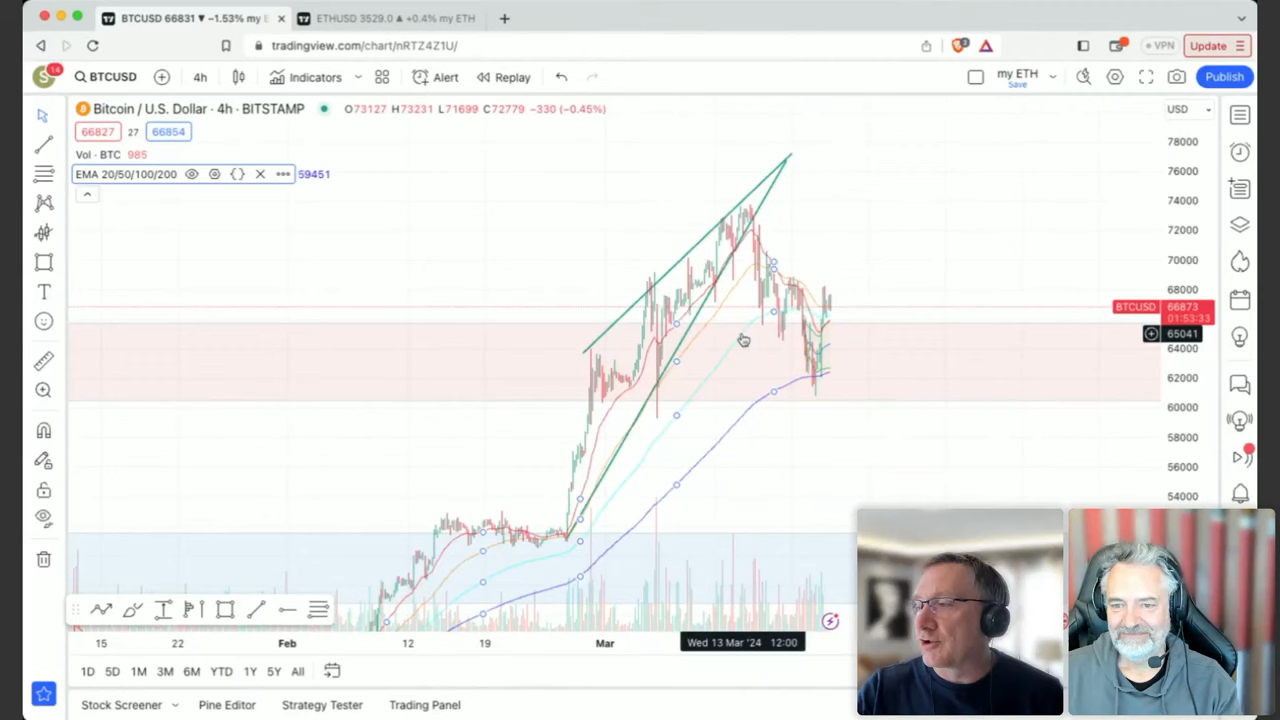 BTCUSD 66831 ▼ −1.53% my E
ETHUSD 3529.0 ▲ +0.4% my ETH
tradingview.com/chart/nRTZ4Z1U/
VPN
Update
S 14
BTCUSD
4h
Indicators
Alert
Replay
my ETH
Save
Publish
Bitcoin / U.S. Dollar · 4h · BITSTAMP
O73127 H73231 L71699 C72779 −330 (−0.45%)
USD
66827 27 66854
Vol · BTC 985
EMA 20/50/100/200
59451
78000
76000
74000
72000
70000
68000
BTCUSD 66873
01:53:33
65041
64000
62000
60000
58000
56000
54000
15 22 Feb 12 19 Mar
Wed 13 Mar '24 12:00
1D 5D 1M 3M 6M YTD 1Y 5Y All
Stock Screener
Pine Editor
Strategy Tester
Trading Panel